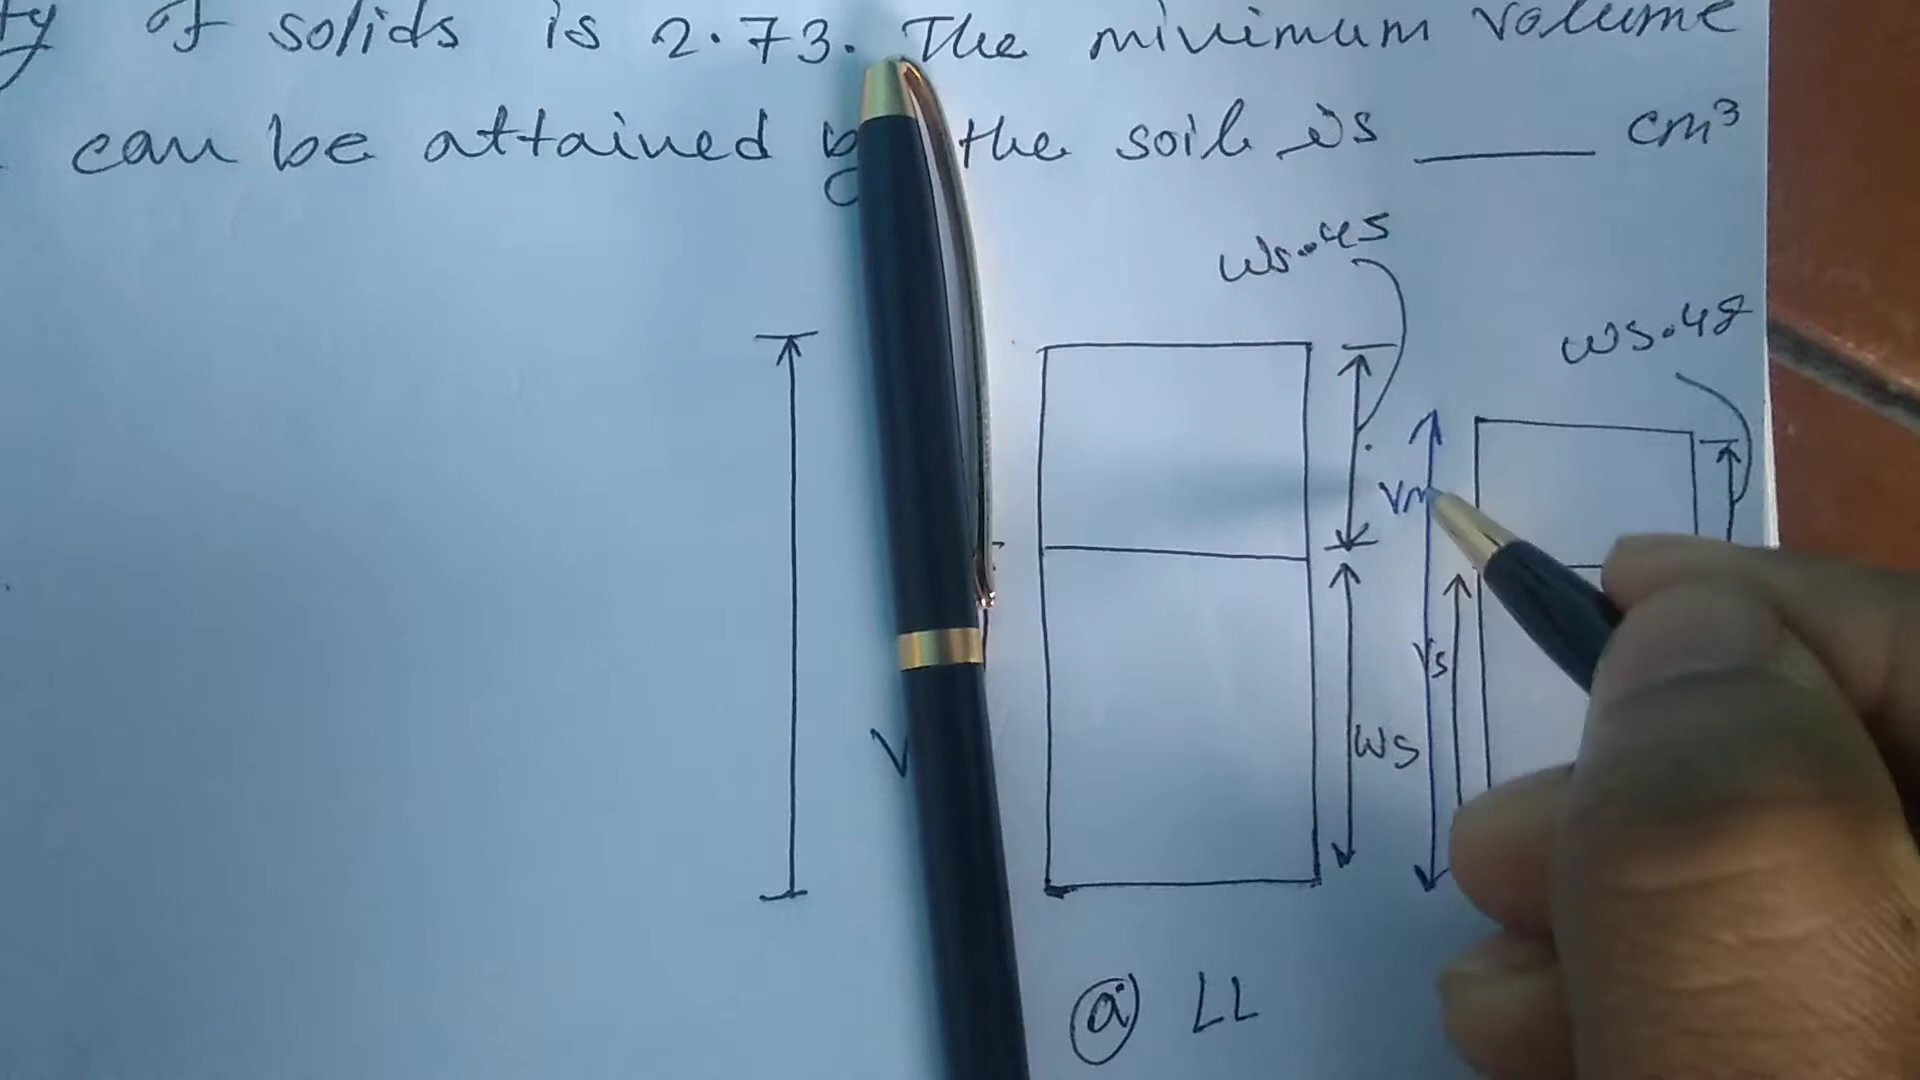 of solids is 2.73. The minimum volume
can be attained the soil is ____ cm³
Ws.45
Ws.48
Vs
Ws
V
a LL